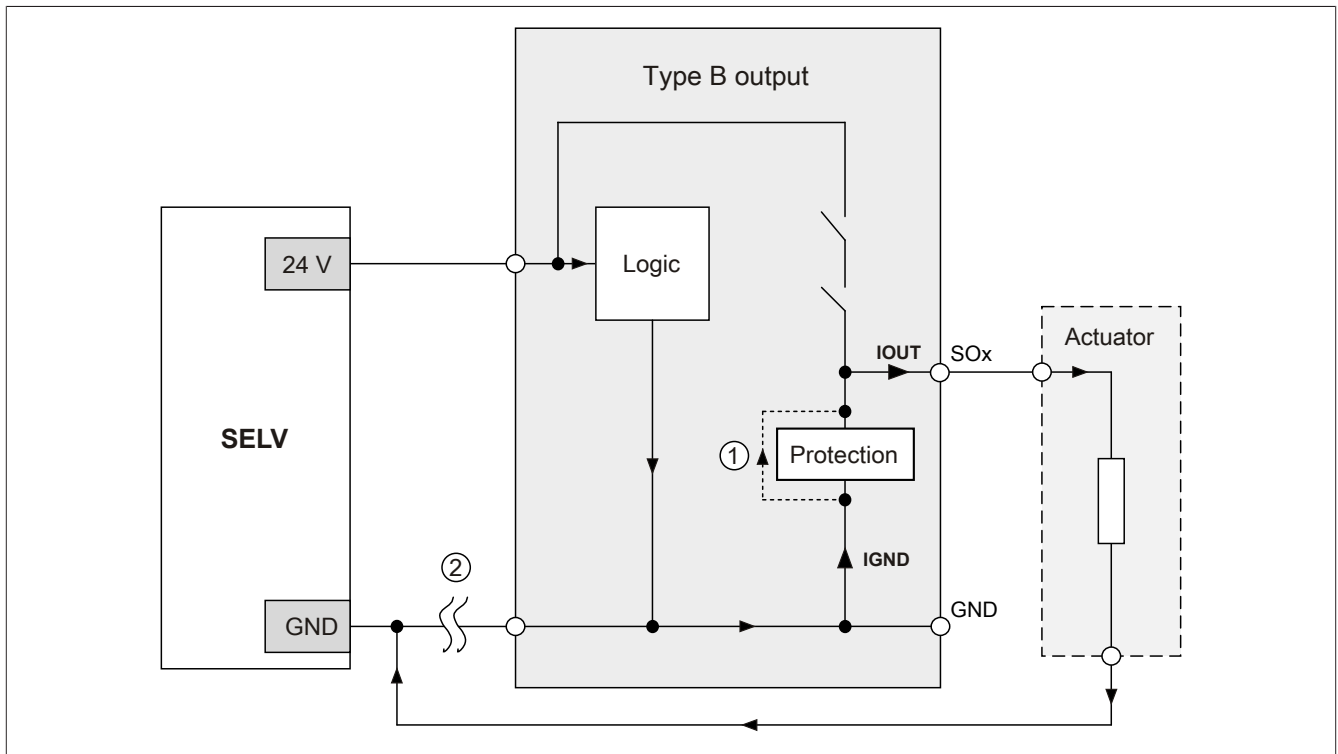 Type B output
24 V
Logic
SELV
IOUT
SOx
Actuator
1
Protection
IGND
2
GND
GND